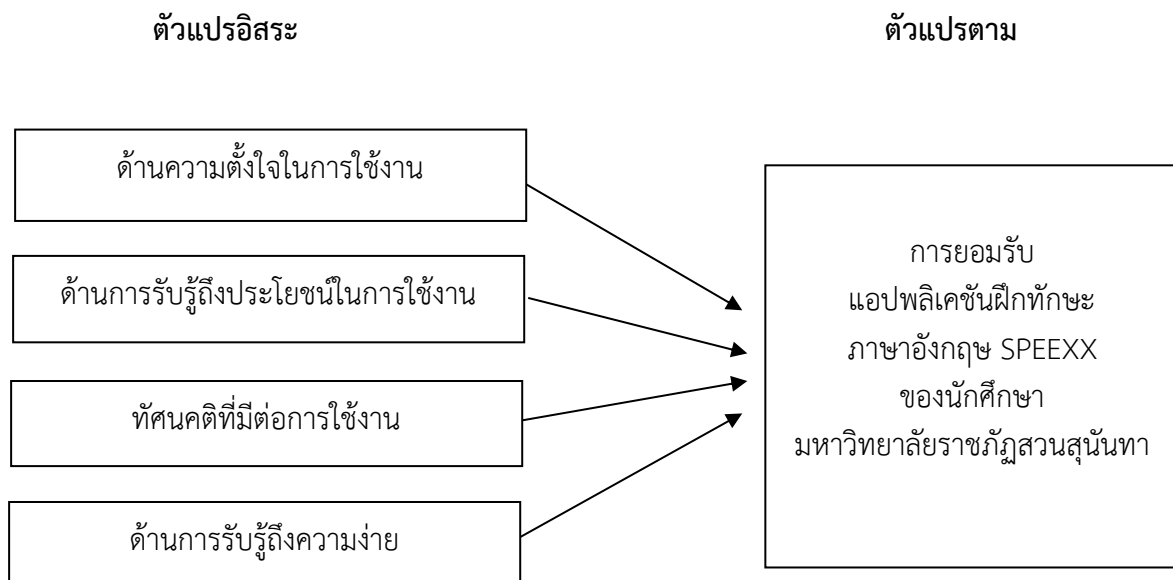 ตัวแปรอิสระ
ตัวแปรตาม
ด้านความตั้งใจในการใช้งาน
ด้านการรับรู้ถึงประโยชน์ในการใช้งาน
ทัศนคติที่มีต่อการใช้งาน
ด้านการรับรู้ถึงความง่าย
การยอมรับ
แอปพลิเคชันฝึกทักษะ
ภาษาอังกฤษ SPEEXX
ของนักศึกษา
มหาวิทยาลัยราชภัฏสวนสุนันทา